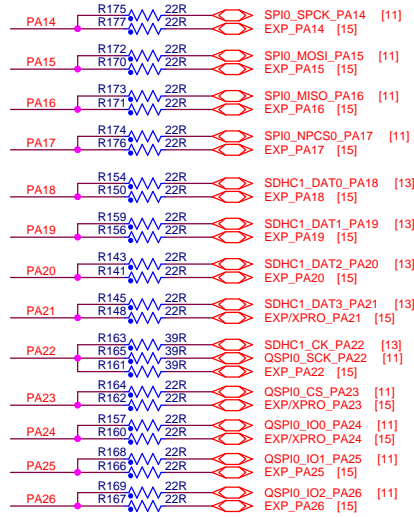 R175 22R SPI0_SPCK_PA14 [11]
PA14 R177 22R EXP_PA14 [15]
R172 22R SPI0_MOSI_PA15 [11]
PA15 R170 22R EXP_PA15 [15]
R173 22R SPI0_MISO_PA16 [11]
PA16 R171 22R EXP_PA16 [15]
R174 22R SPI0_NPCS0_PA17 [11]
PA17 R176 22R EXP_PA17 [15]
R154 22R SDHC1_DAT0_PA18 [13]
PA18 R150 22R EXP_PA18 [15]
R159 22R SDHC1_DAT1_PA19 [13]
PA19 R156 22R EXP_PA19 [15]
R143 22R SDHC1_DAT2_PA20 [13]
PA20 R141 22R EXP_PA20 [15]
R145 22R SDHC1_DAT3_PA21 [13]
PA21 R148 22R EXP/XPRO_PA21 [15]
R163 39R SDHC1_CK_PA22 [13]
PA22 R165 39R QSPI0_SCK_PA22 [11]
R161 39R EXP_PA22 [15]
R164 22R QSPI0_CS_PA23 [11]
PA23 R162 22R EXP/XPRO_PA23 [15]
R157 22R QSPI0_IO0_PA24 [11]
PA24 R160 22R EXP/XPRO_PA24 [15]
R168 22R QSPI0_IO1_PA25 [11]
PA25 R166 22R EXP_PA25 [15]
R169 22R QSPI0_IO2_PA26 [11]
PA26 R167 22R EXP_PA26 [15]